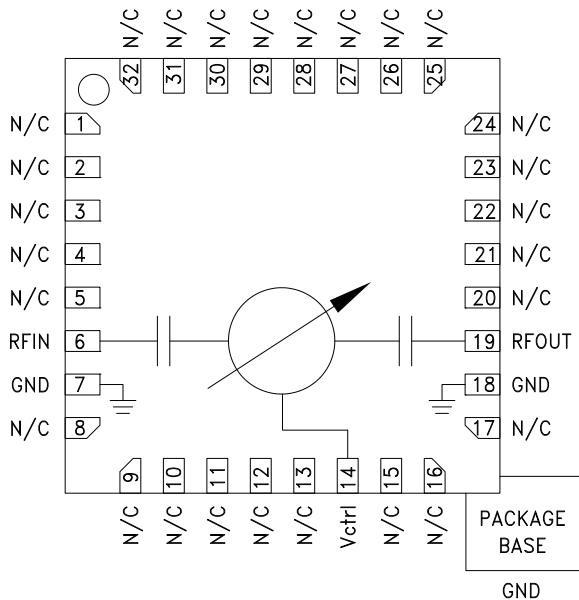 N/C N/C N/C N/C N/C N/C N/C N/C
32 31 30 29 28 27 26 25
N/C 1
24 N/C
N/C 2
23 N/C
N/C 3
22 N/C
N/C 4
21 N/C
N/C 5
20 N/C
RFIN 6
19 RFOUT
GND 7
18 GND
N/C 8
17 N/C
9 10 11 12 13 14 15 16
N/C N/C N/C N/C N/C Vctrl N/C N/C
PACKAGE
BASE
GND